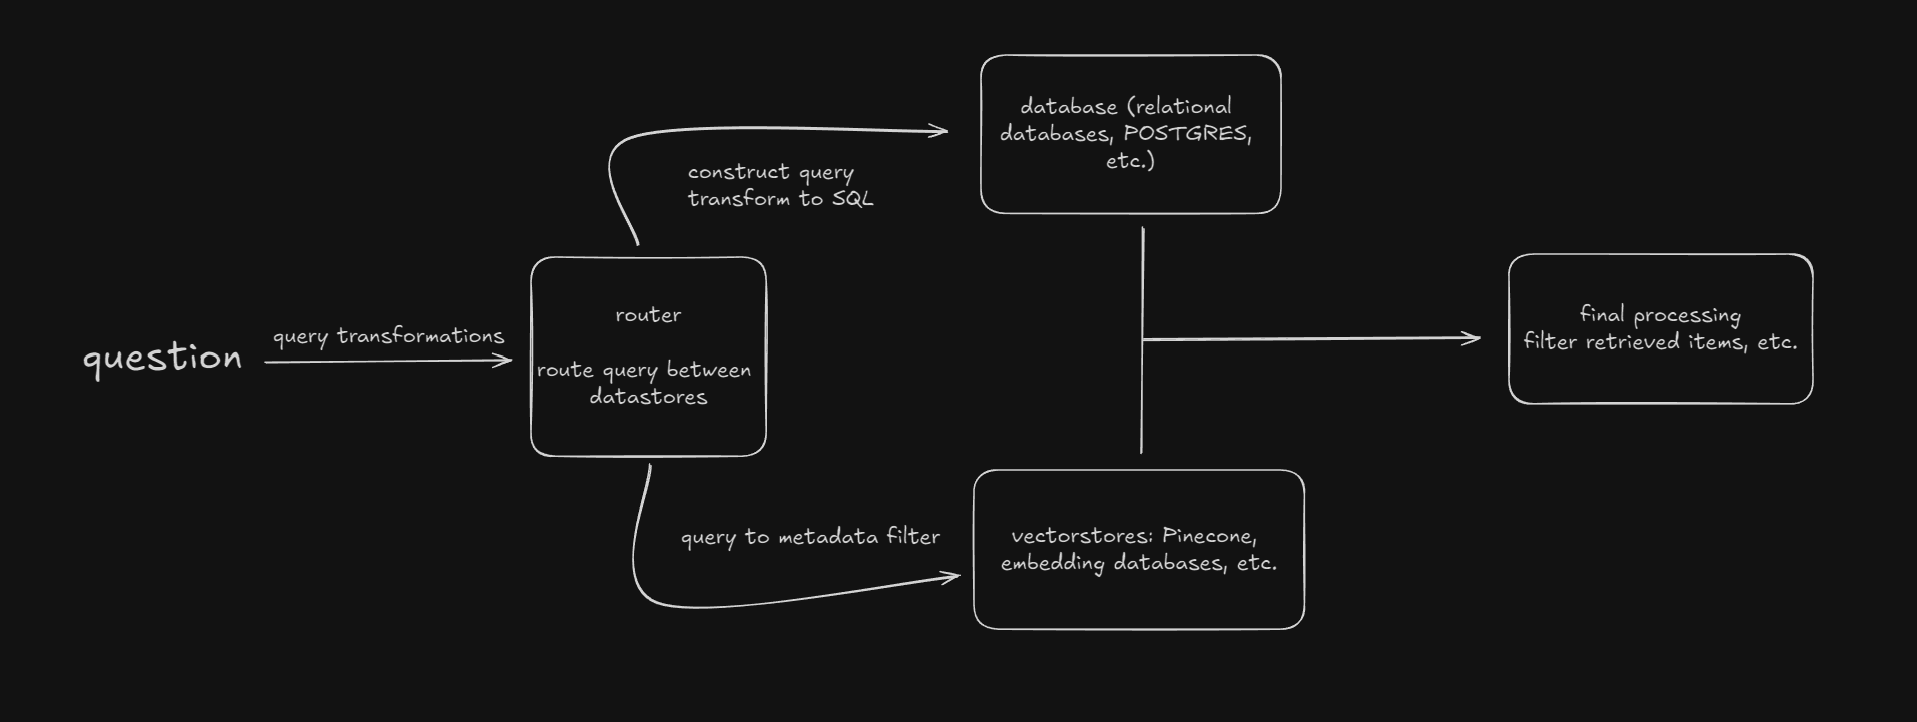 question
query transformations
router
route query between
datastores
construct query
transform to SQL
database (relational
databases, POSTGRES,
etc.)
query to metadata filter
vectorstores: Pinecone,
embedding databases, etc.
final processing
filter retrieved items, etc.